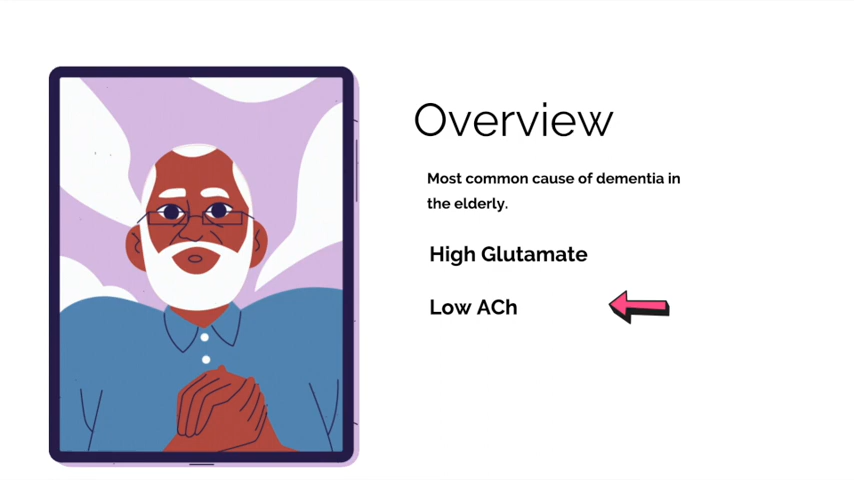 Overview
Most common cause of dementia in
the elderly.
High Glutamate
Low ACh